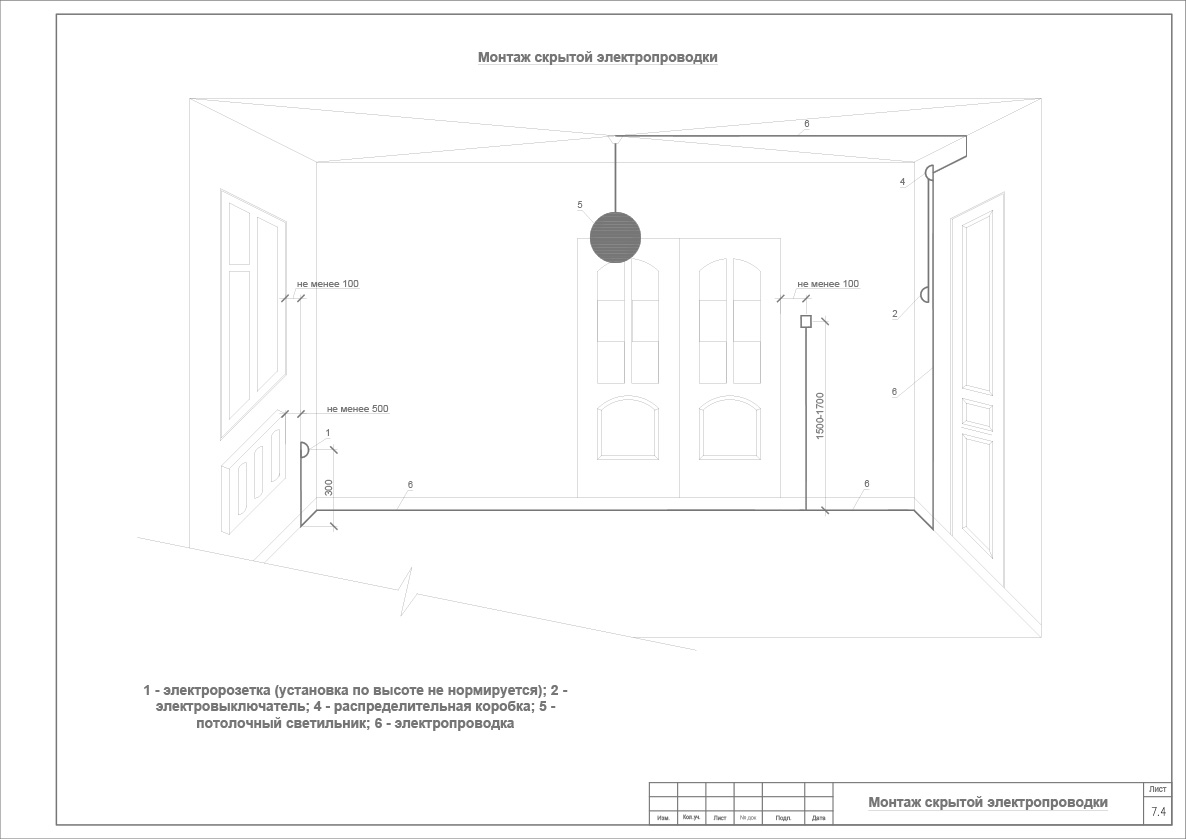 Монтаж скрытой электропроводки
6
4
5
не менее 100
не менее 100
2
6
1500-1700
не менее 500
1
300
6
6
1 - электророзетка (установка по высоте не нормируется); 2 -
электровыключатель; 4 - распределительная коробка; 5 -
потолочный светильник; 6 - электропроводка
Лист
Монтаж скрытой электропроводки
7.4
Изм. Кол.уч. Лист № док Подп. Дата